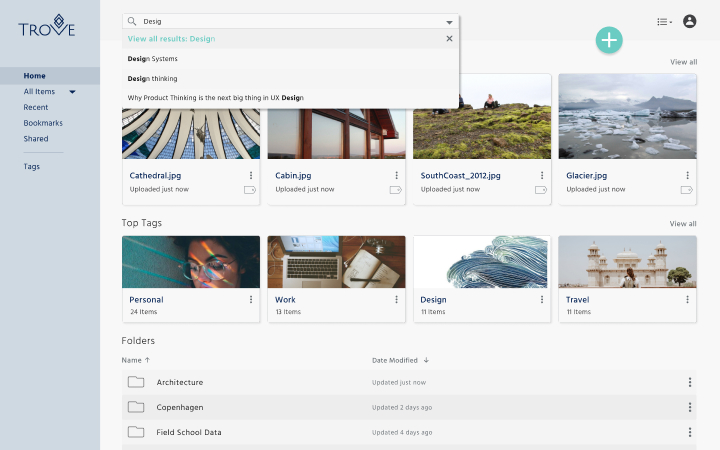 TROVE
Desig
View all results: Design
Design Systems
Design thinking
Why Product Thinking is the next big thing in UX Design
Home
All Items
Recent
Bookmarks
Shared
Tags
View all
Cathedral.jpg
Uploaded just now
Cabin.jpg
Uploaded just now
SouthCoast_2012.jpg
Uploaded just now
Glacier.jpg
Uploaded just now
Top Tags
View all
Personal
24 Items
Work
13 Items
Design
11 Items
Travel
11 Items
Folders
Name ↑
Date Modified ↓
Architecture
Updated just now
Copenhagen
Updated 2 days ago
Field School Data
Updated 4 days ago